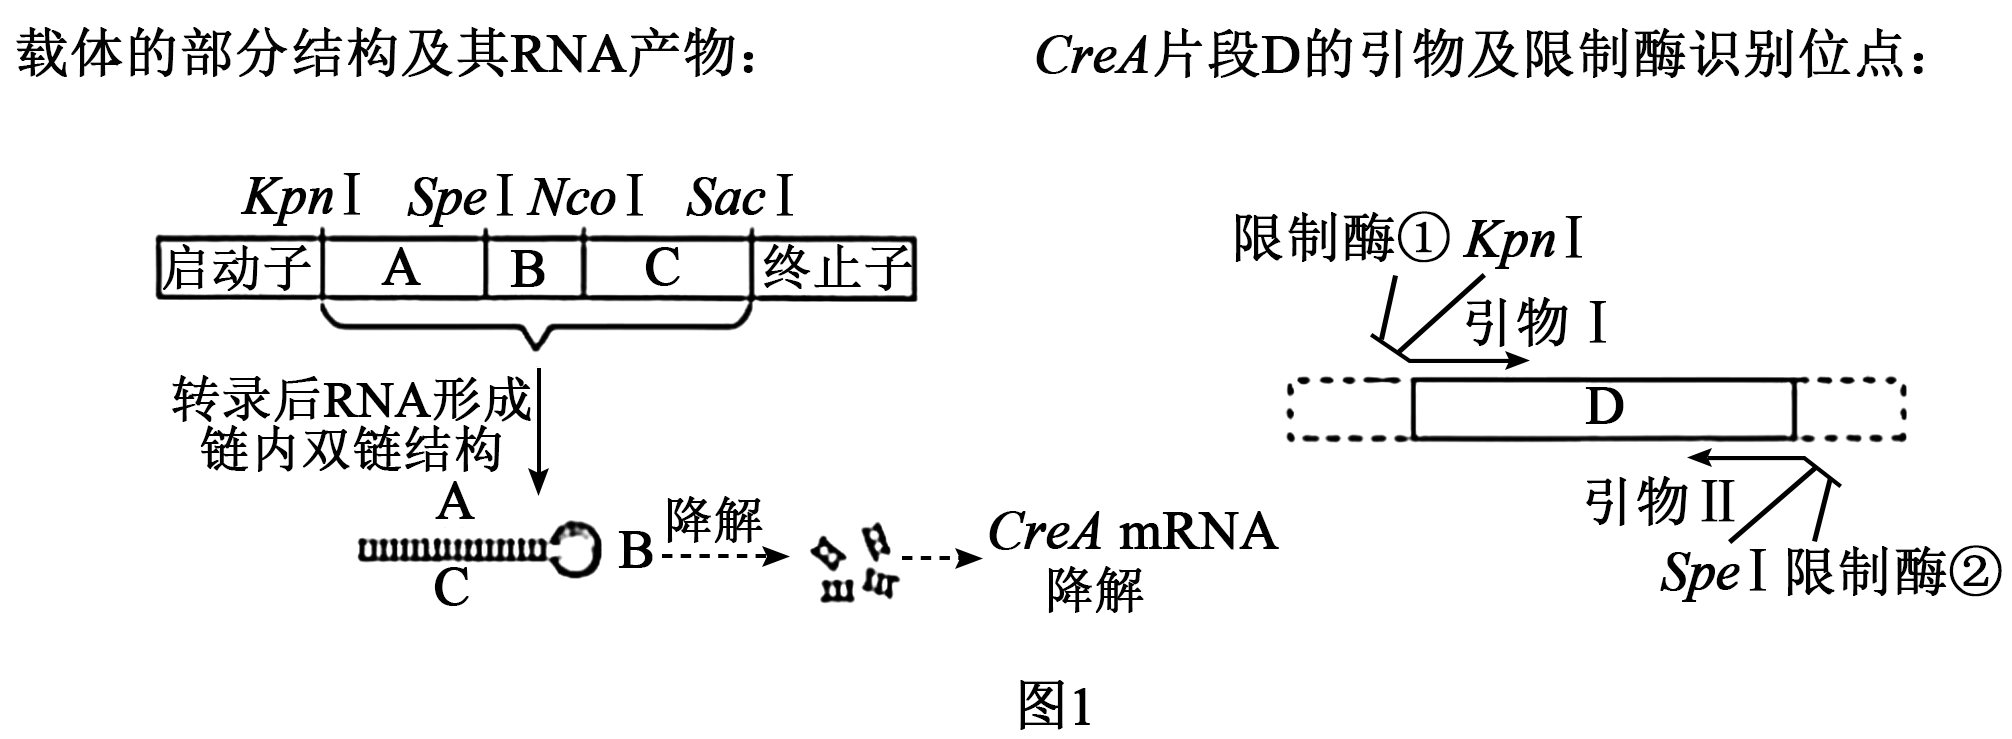 载体的部分结构及其RNA产物：
CreA片段D的引物及限制酶识别位点：
KpnⅠ SpeⅠ NcoⅠ SacⅠ
启动子 A B C 终止子
转录后RNA形成
链内双链结构
A
C
B
降解
CreA mRNA
降解
限制酶① KpnⅠ
引物Ⅰ
D
引物Ⅱ
SpeⅠ 限制酶②
图1